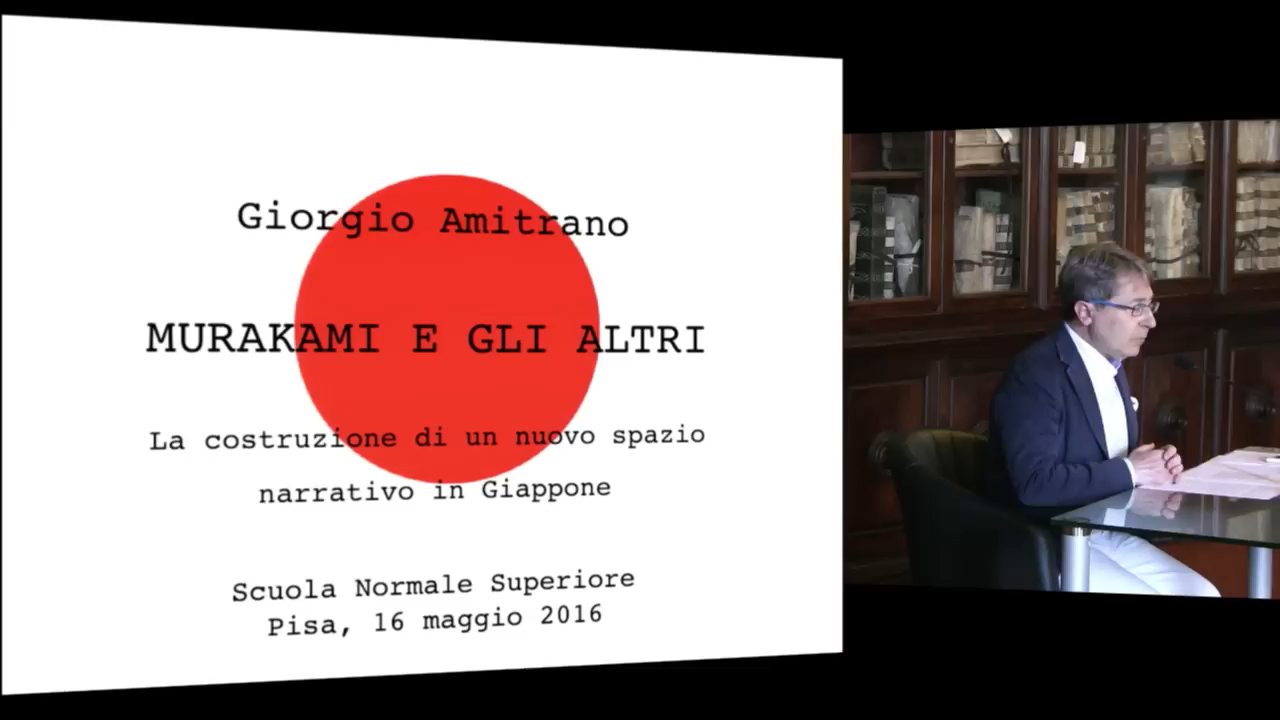 Giorgio Amitrano
MURAKAMI E GLI ALTRI
La costruzione di un nuovo spazio
narrativo in Giappone
Scuola Normale Superiore
Pisa, 16 maggio 2016